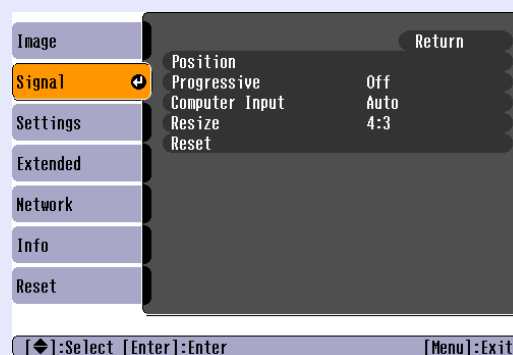 Image
Signal
Settings
Extended
Network
Info
Reset
Return
Position
Progressive Off
Computer Input Auto
Resize 4:3
Reset
[◆]:Select [Enter]:Enter [Menu]:Exit